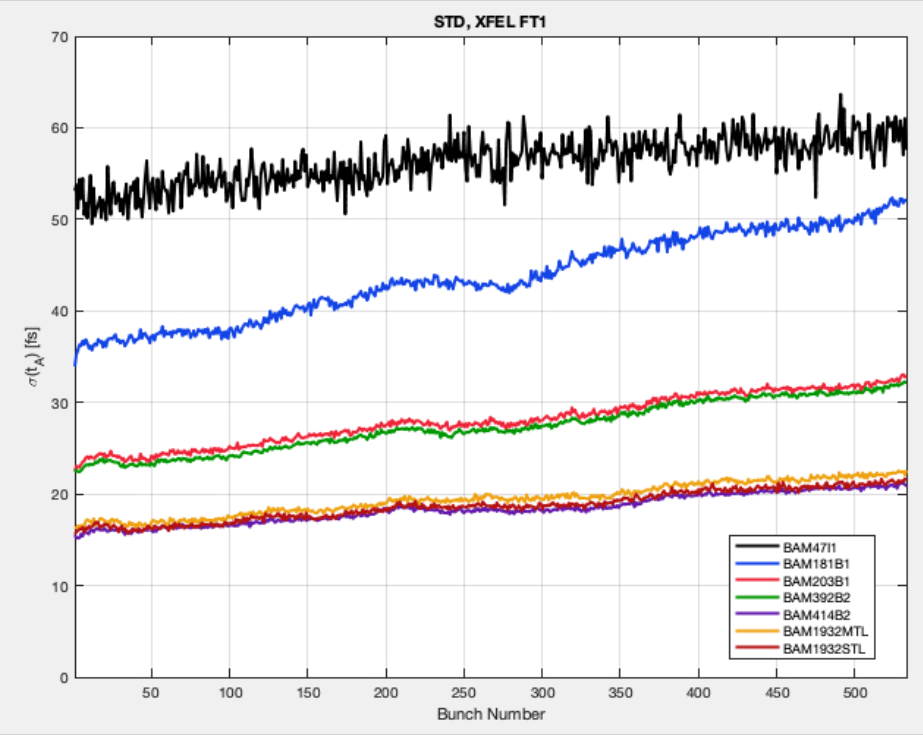 STD, XFEL FT1
70
60
50
40
30
20
10
0
σ(t_A) [fs]
50 100 150 200 250 300 350 400 450 500
Bunch Number
BAM47I1
BAM181B1
BAM203B1
BAM392B2
BAM414B2
BAM1932MTL
BAM1932STL